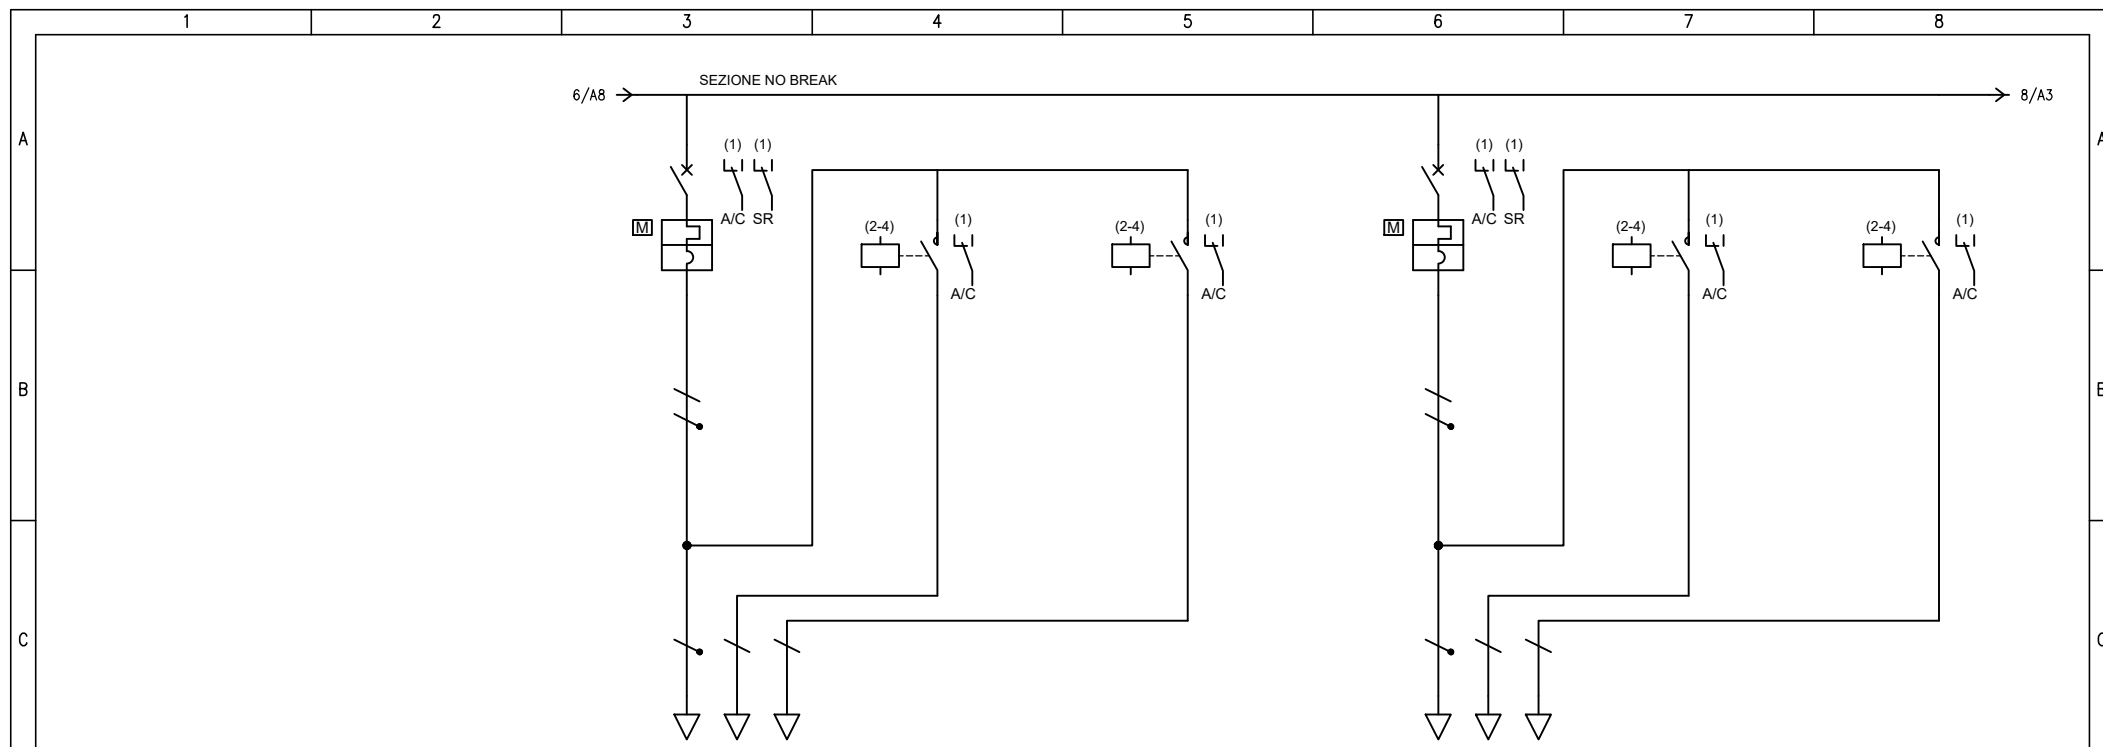 1 2 3 4 5 6 7 8
SEZIONE NO BREAK
6/A8 8/A3
A A
(1) (1) (1) (1)
A/C SR A/C SR
M (2-4) (1) (2-4) (1) M (2-4) (1) (2-4) (1)
A/C A/C A/C A/C
B B
C C